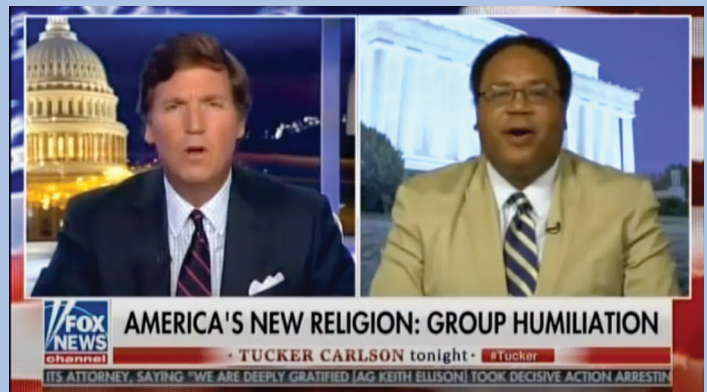 FOX
NEWS
channel
AMERICA'S NEW RELIGION: GROUP HUMILIATION
· TUCKER CARLSON tonight · #Tucker
ITS ATTORNEY, SAYING "WE ARE DEEPLY GRATIFIED [AG KEITH ELLISON] TOOK DECISIVE ACTION ARRESTIN